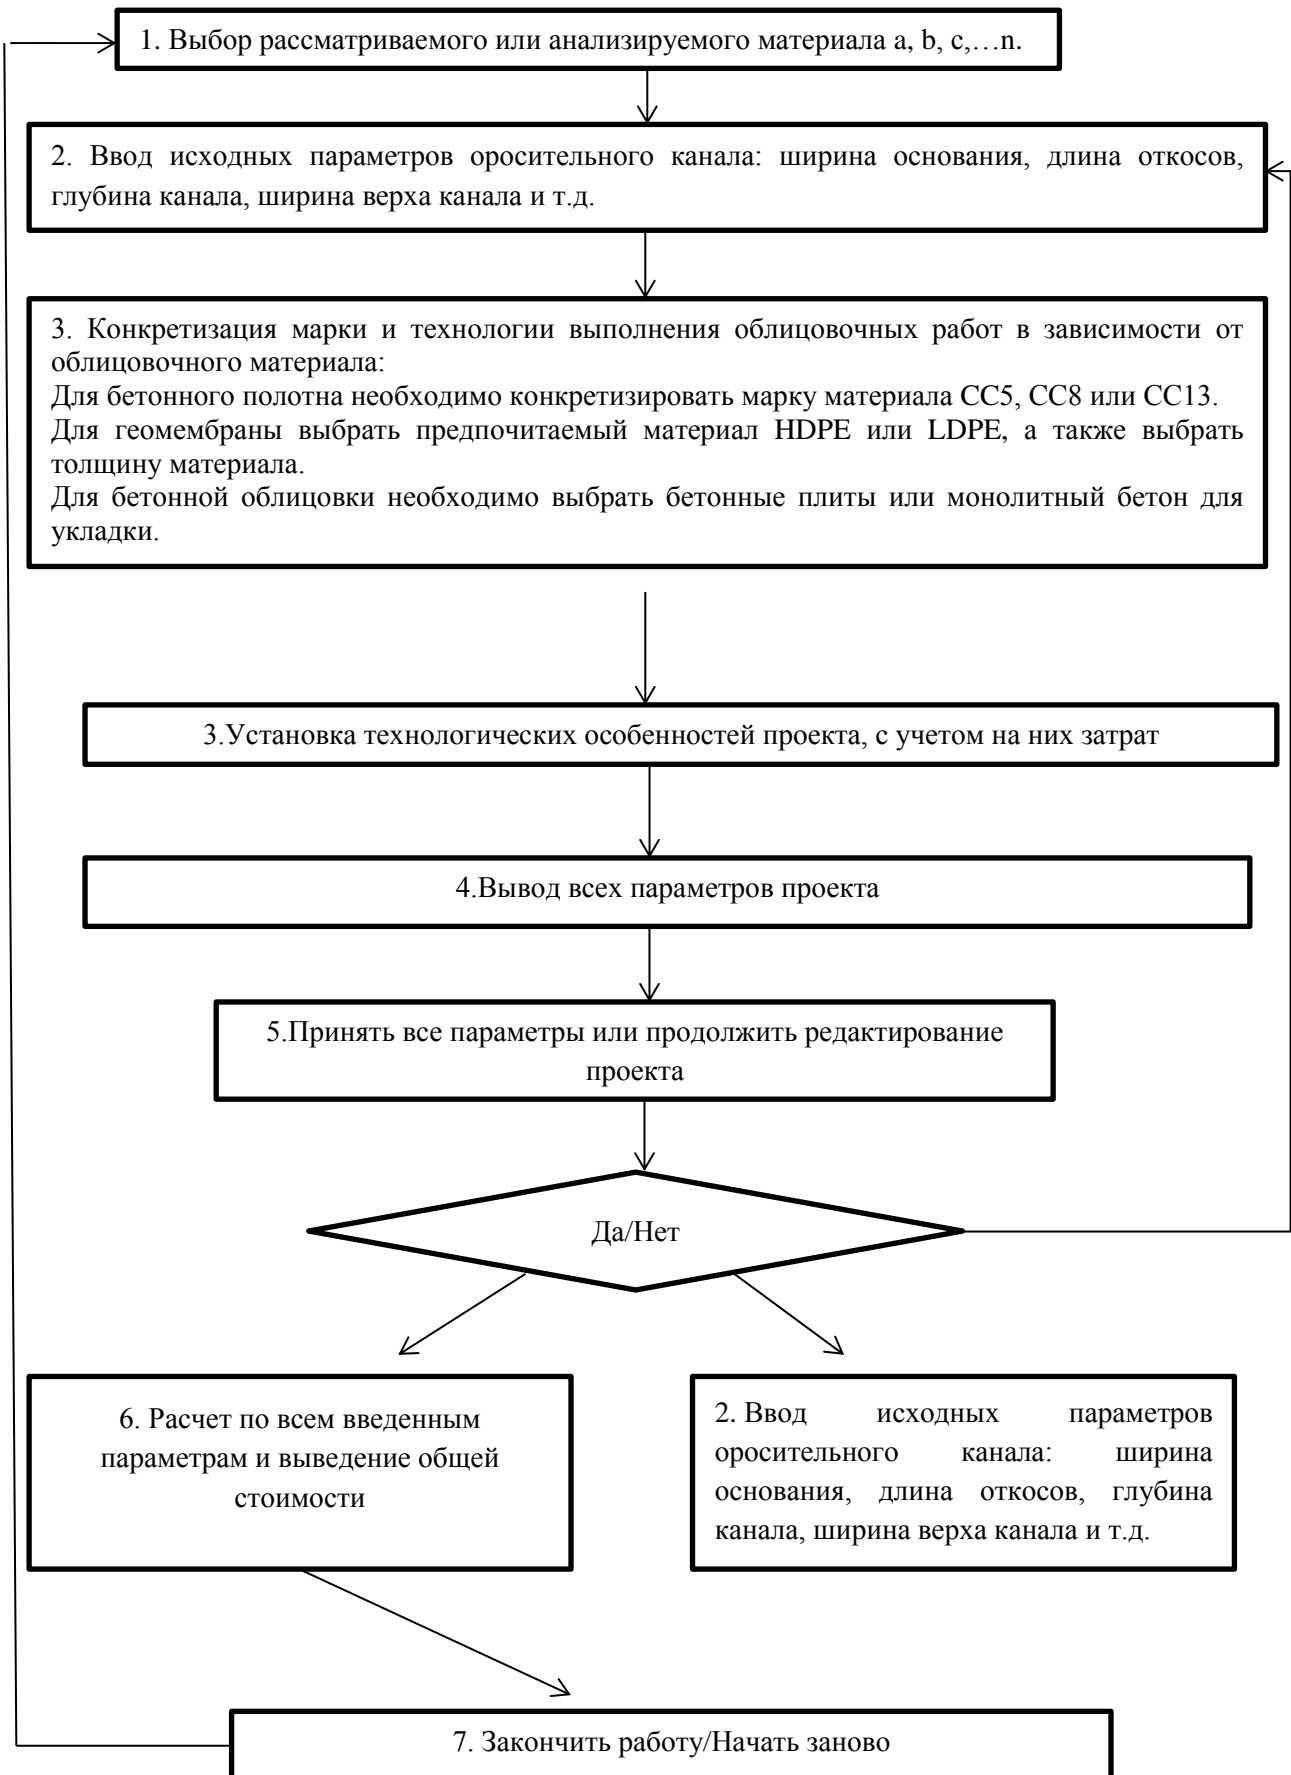 1. Выбор рассматриваемого или анализируемого материала a, b, c,…n.
2. Ввод исходных параметров оросительного канала: ширина основания, длина откосов,
глубина канала, ширина верха канала и т.д.
3. Конкретизация марки и технологии выполнения облицовочных работ в зависимости от
облицовочного материала:
Для бетонного полотна необходимо конкретизировать марку материала СС5, СС8 или СС13.
Для геомембраны выбрать предпочитаемый материал HDPE или LDPE, а также выбрать
толщину материала.
Для бетонной облицовки необходимо выбрать бетонные плиты или монолитный бетон для
укладки.
3.Установка технологических особенностей проекта, с учетом на них затрат
4.Вывод всех параметров проекта
5.Принять все параметры или продолжить редактирование
проекта
Да/Нет
6. Расчет по всем введенным
параметрам и выведение общей
стоимости
2. Ввод исходных параметров
оросительного канала: ширина
основания, длина откосов, глубина
канала, ширина верха канала и т.д.
7. Закончить работу/Начать заново